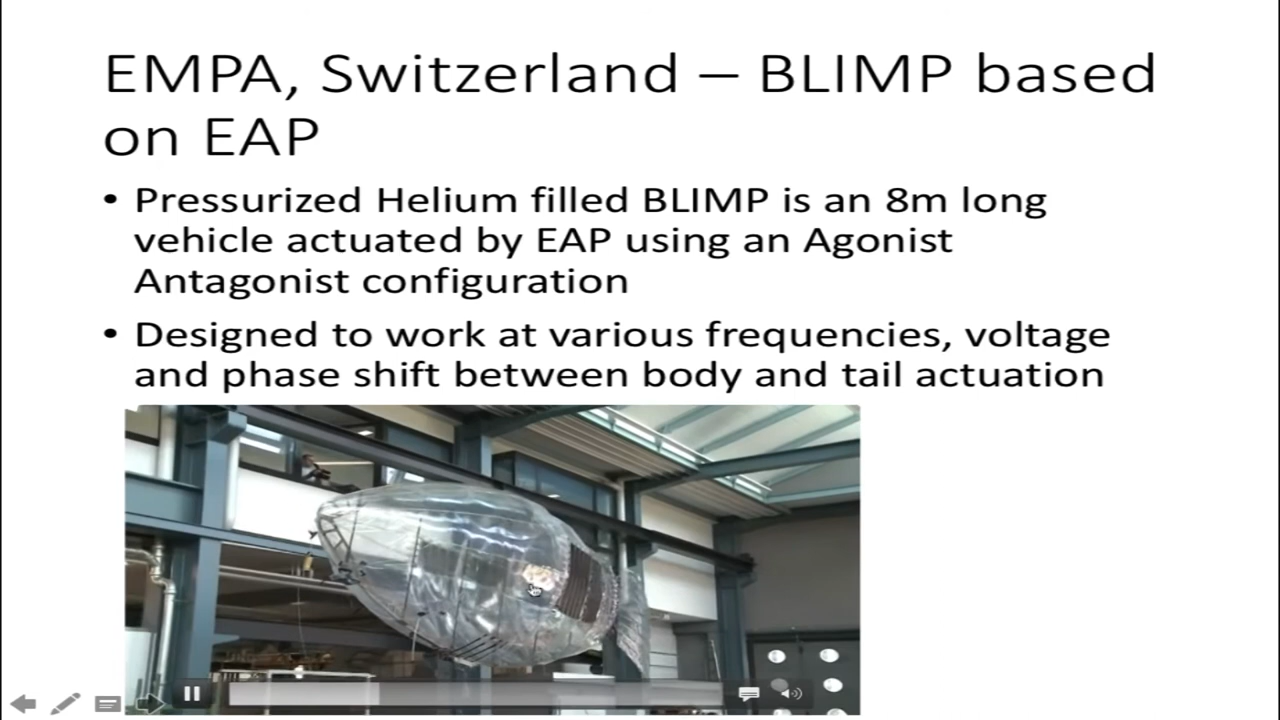 EMPA, Switzerland – BLIMP based
on EAP
• Pressurized Helium filled BLIMP is an 8m long
vehicle actuated by EAP using an Agonist
Antagonist configuration
• Designed to work at various frequencies, voltage
and phase shift between body and tail actuation